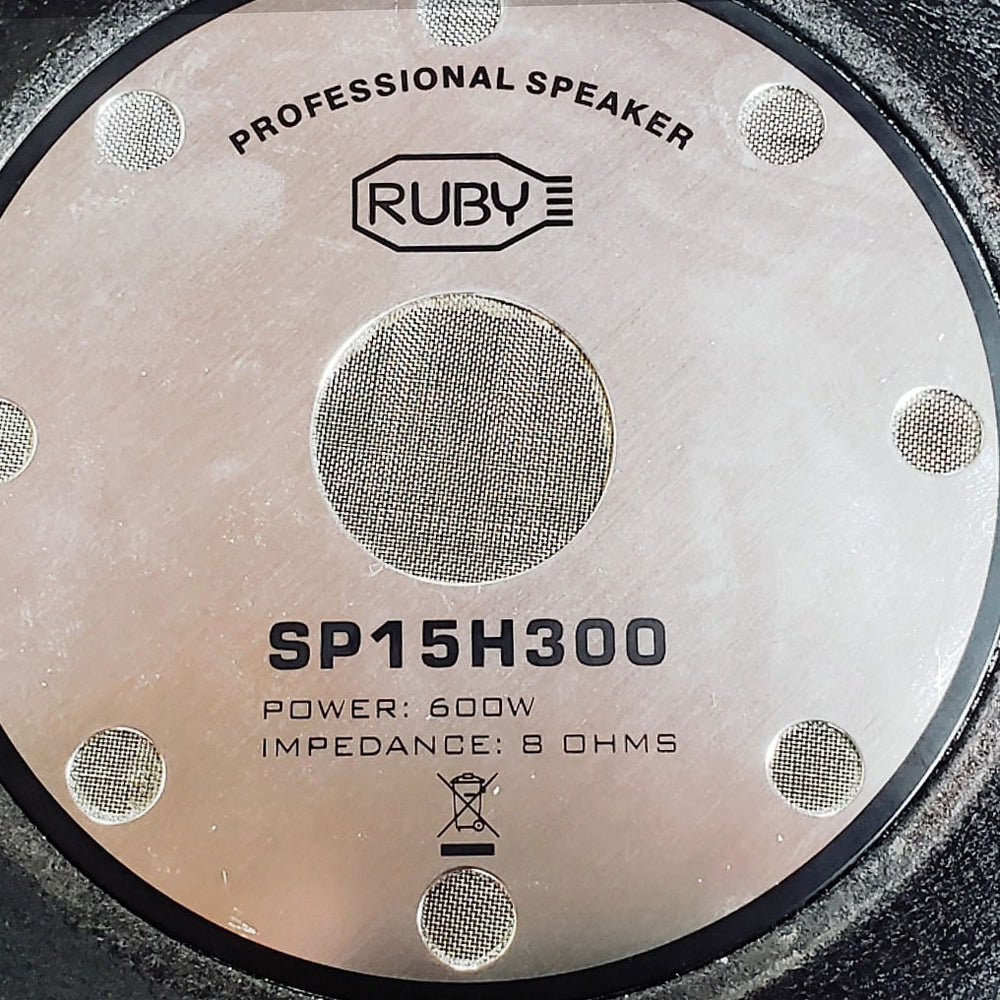 PROFESSIONAL SPEAKER
RUBY
SP15H300
POWER: 600W
IMPEDANCE: 8 OHMS